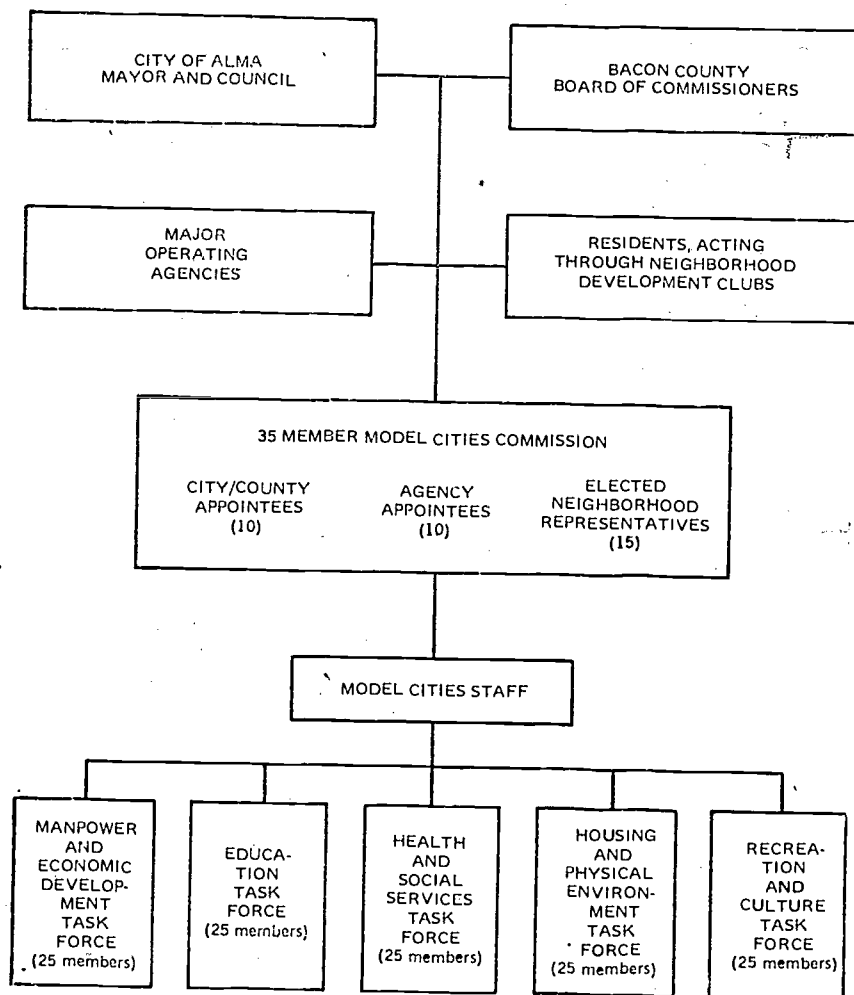 CITY OF ALMA
MAYOR AND COUNCIL
BACON COUNTY
BOARD OF COMMISSIONERS
MAJOR
OPERATING
AGENCIES
RESIDENTS, ACTING
THROUGH NEIGHBORHOOD
DEVELOPMENT CLUBS
35 MEMBER MODEL CITIES COMMISSION
CITY/COUNTY
APPOINTEES
(10)
AGENCY
APPOINTEES
(10)
ELECTED
NEIGHBORHOOD
REPRESENTATIVES
(15)
MODEL CITIES STAFF
MANPOWER
AND
ECONOMIC
DEVELOP-
MENT
TASK
FORCE
(25 members)
EDUCA-
TION
TASK
FORCE
(25 members)
HEALTH
AND
SOCIAL
SERVICES
TASK
FORCE
(25 members)
HOUSING
AND
PHYSICAL
ENVIRON-
MENT
TASK
FORCE
(25 members)
RECREA-
TION
AND
CULTURE
TASK
FORCE
(25 members)